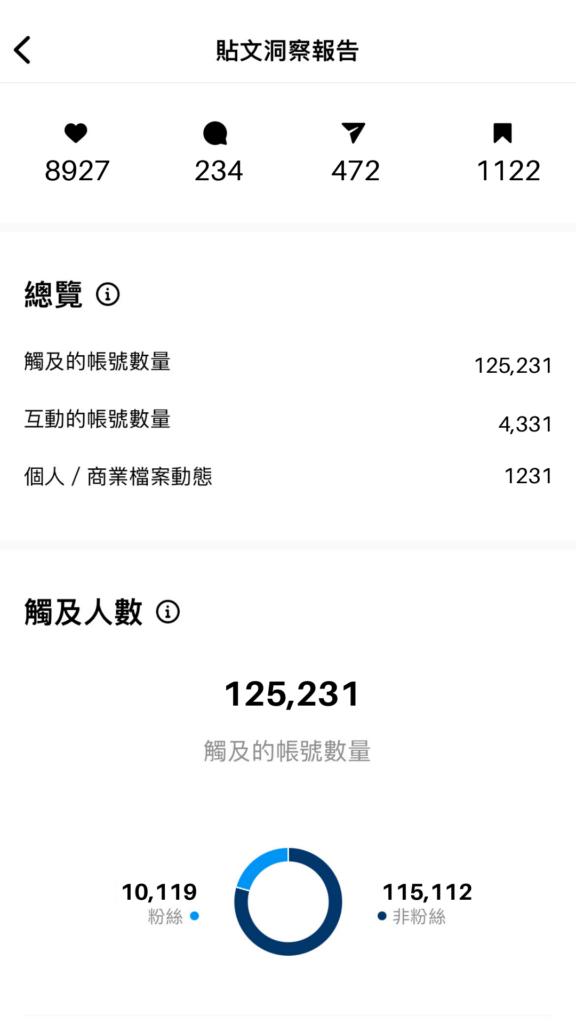 貼文洞察報告
8927 234 472 1122
總覽
觸及的帳號數量 125,231
互動的帳號數量 4,331
個人 / 商業檔案動態 1231
觸及人數
125,231
觸及的帳號數量
10,119 115,112
粉絲 非粉絲